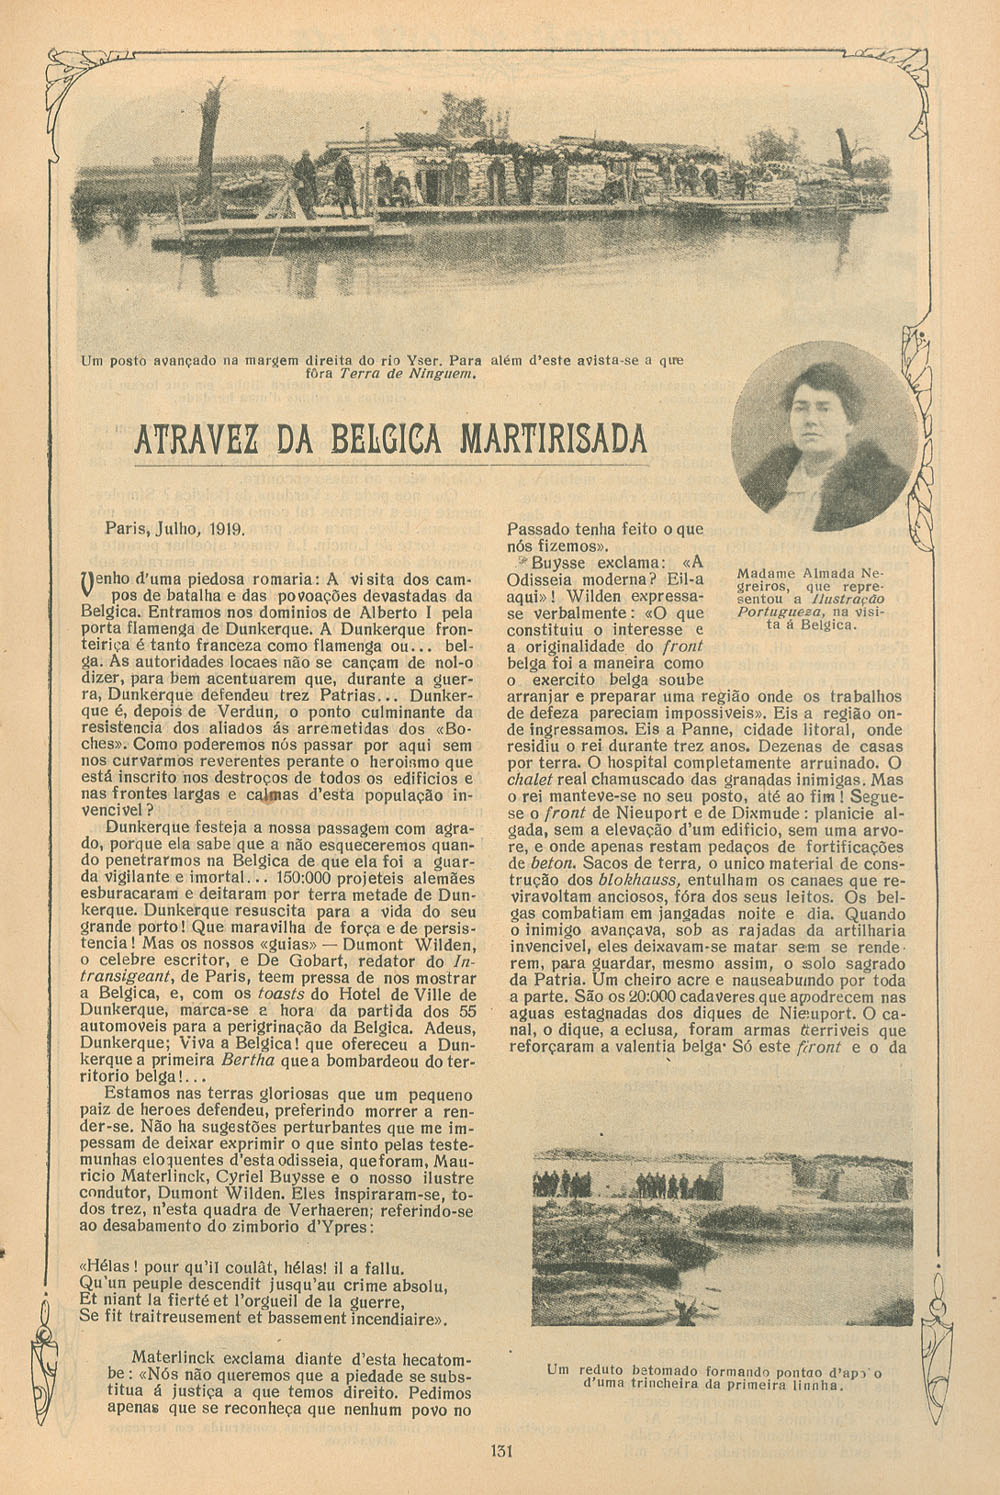 Um posto avançado na margem direita do rio Yser. Para além d'este avista-se a que
fôra Terra de Ninguem.
ATRAVEZ DA BELGICA MARTIRISADA
Paris, Julho, 1919.
Venho d'uma piedosa romaria: A visita dos cam-
pos de batalha e das povoações devastadas da
Belgica. Entramos nos dominios de Alberto I pela
porta flamenga de Dunkerque. A Dunkerque fron-
teiriça é tanto franceza como flamenga ou... bel-
ga. As autoridades locaes não se cançam de nol-o
dizer, para bem acentuarem que, durante a guer-
ra, Dunkerque defendeu trez Patrias... Dunker-
que é, depois de Verdun, o ponto culminante da
resistencia dos aliados ás arremetidas dos «Bo-
ches». Como poderemos nós passar por aqui sem
nos curvarmos reverentes perante o heroismo que
está inscrito nos destroços de todos os edificios e
nas frontes largas e calmas d'esta população in-
vencivel?
Dunkerque festeja a nossa passagem com agra-
do, porque ela sabe que a não esqueceremos quan-
do penetrarmos na Belgica de que ela foi a guar-
da vigilante e imortal... 150:000 projeteis alemães
esburacaram e deitaram por terra metade de Dun-
kerque. Dunkerque resuscita para a vida do seu
grande porto! Que maravilha de força e de persis-
tencia! Mas os nossos «guias» — Dumont Wilden,
o celebre escritor, e De Gobart, redator do In-
transigeant, de Paris, teem pressa de nos mostrar
a Belgica, e, com os toasts do Hotel de Ville de
Dunkerque, marca-se a hora da partida dos 55
automoveis para a perigrinação da Belgica. Adeus,
Dunkerque; Viva a Belgica! que ofereceu a Dun-
kerque a primeira Bertha que a bombardeou do ter-
ritorio belga!...
Estamos nas terras gloriosas que um pequeno
paiz de heroes defendeu, preferindo morrer a ren-
der-se. Não ha sugestões perturbantes que me im-
pessam de deixar exprimir o que sinto pelas teste-
munhas eloquentes d'esta odisseia, que foram, Mau-
ricio Materlinck, Cyriel Buysse e o nosso ilustre
condutor, Dumont Wilden. Eles inspiraram-se, to-
dos trez, n'esta quadra de Verhaeren; referindo-se
ao desabamento do zimborio d'Ypres:
«Hélas! pour qu'il coulât, hélas! il a fallu.
Qu'un peuple descendit jusqu'au crime absolu,
Et niant la fierté et l'orgueil de la guerre,
Se fit traitreusement et bassement incendiaire».
Materlinck exclama diante d'esta hecatom-
be: «Nós não queremos que a piedade se subs-
titua á justiça a que temos direito. Pedimos
apenas que se reconheça que nenhum povo no
Passado tenha feito o que
nós fizemos».
Buysse exclama: «A
Odisseia moderna? Eil-a
aqui»! Wilden expressa-
se verbalmente: «O que
constituiu o interesse e
a originalidade do front
belga foi a maneira como
o exercito belga soube
arranjar e preparar uma região onde os trabalhos
de defeza pareciam impossiveis». Eis a região on-
de ingressamos. Eis a Panne, cidade litoral, onde
residiu o rei durante trez anos. Dezenas de casas
por terra. O hospital completamente arruinado. O
chalet real chamuscado das granadas inimigas. Mas
o rei manteve-se no seu posto, até ao fim! Segue-
se o front de Nieuport e de Dixmude: planicie al-
gada, sem a elevação d'um edificio, sem uma arvo-
re, e onde apenas restam pedaços de fortificações
de beton. Sacos de terra, o unico material de cons-
trução dos blokhauss, entulham os canaes que re-
viravoltam anciosos, fóra dos seus leitos. Os bel-
gas combatiam em jangadas noite e dia. Quando
o inimigo avançava, sob as rajadas da artilharia
invencivel, eles deixavam-se matar sem se rende-
rem, para guardar, mesmo assim, o solo sagrado
da Patria. Um cheiro acre e nauseabundo por toda
a parte. São os 20:000 cadaveres que apodrecem nas
aguas estagnadas dos diques de Nieuport. O ca-
nal, o dique, a eclusa, foram armas terriveis que
reforçaram a valentia belga. Só este front e o da
Madame Almada Ne-
greiros, que repre-
sentou a Ilustração
Portugueza, na visi-
ta á Belgica.
Um reduto betomado formando pontao d'apoio
d'uma trincheira da primeira linnha.
131